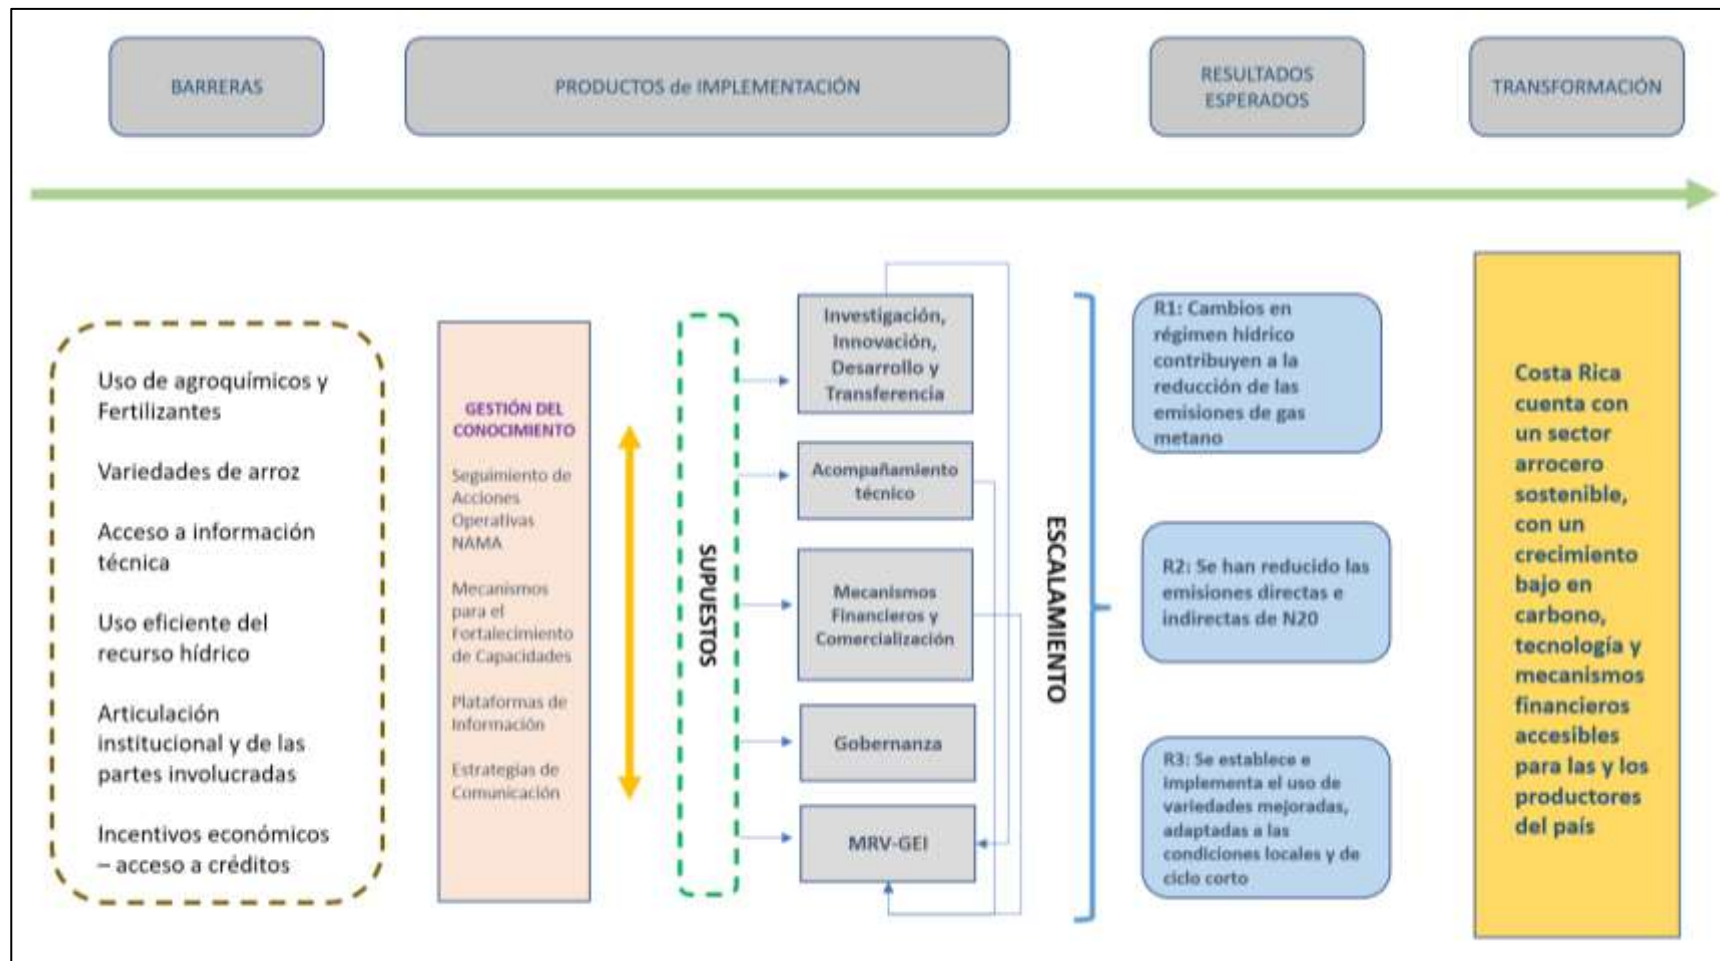 BARRERAS
PRODUCTOS de IMPLEMENTACIÓN
RESULTADOS
ESPERADOS
TRANSFORMACIÓN
Uso de agroquímicos y
Fertilizantes
Variedades de arroz
Acceso a información
técnica
Uso eficiente del
recurso hídrico
Articulación
institucional y de las
partes involucradas
Incentivos económicos
– acceso a créditos
GESTIÓN DEL
CONOCIMIENTO
Seguimiento de
Acciones
Operativas
NAMA
Mecanismos
para el
Fortalecimiento
de Capacidades
Plataformas de
Información
Estrategias de
Comunicación
SUPUESTOS
Investigación,
Innovación,
Desarrollo y
Transferencia
Acompañamiento
técnico
Mecanismos
Financieros y
Comercialización
Gobernanza
MRV-GEI
ESCALAMIENTO
R1: Cambios en
régimen hídrico
contribuyen a la
reducción de las
emisiones de gas
metano
R2: Se han reducido las
emisiones directas e
indirectas de N20
R3: Se establece e
implementa el uso de
variedades mejoradas,
adaptadas a las
condiciones locales y de
ciclo corto
Costa Rica
cuenta con
un sector
arrocero
sostenible,
con un
crecimiento
bajo en
carbono,
tecnología y
mecanismos
financieros
accesibles
para las y los
productores
del país